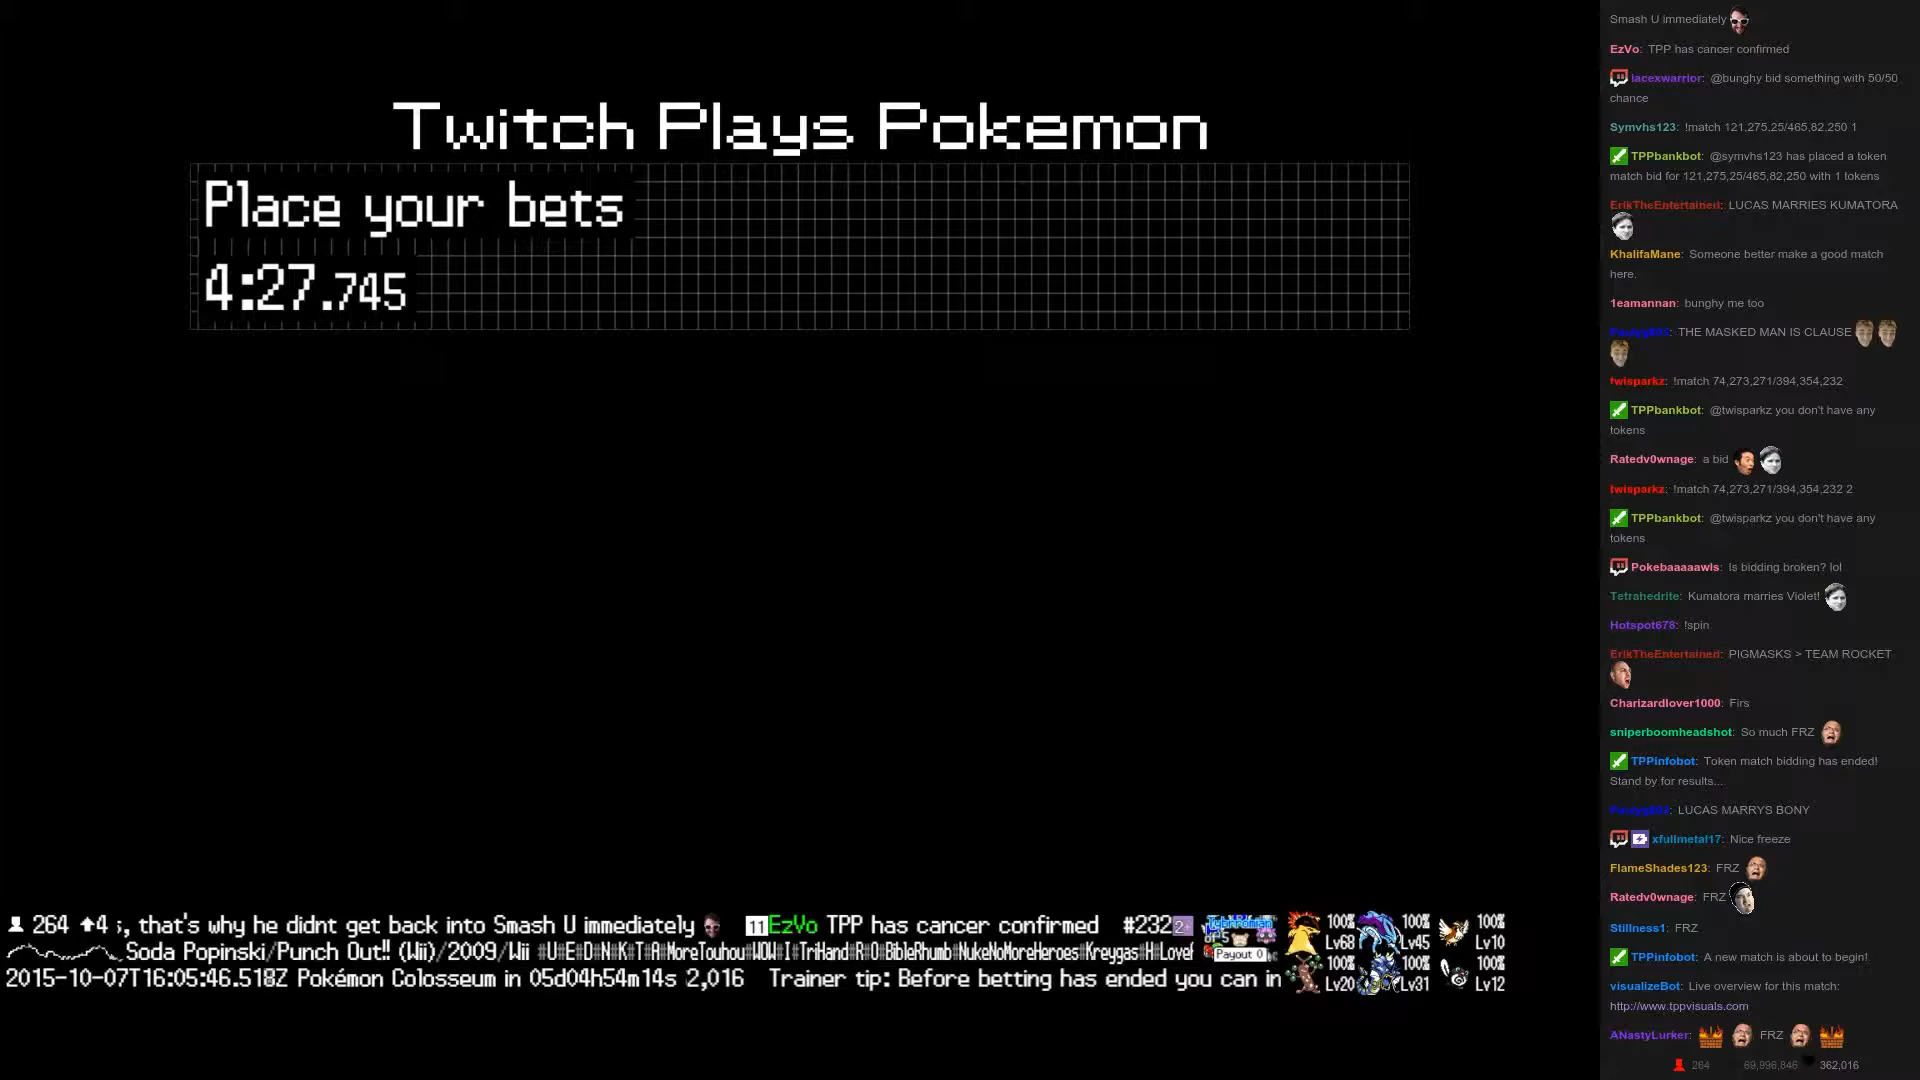 Twitch Plays Pokemon
Place your bets
4:27.745
264 4 ;, that's why he didnt get back into Smash U immediately 11 EzVo TPP has cancer confirmed #232 2+
Soda Popinski/Punch Out!! (Wii)/2009/Wii
2015-10-07T16:05:46.518Z Pokémon Colosseum in 05d04h54m14s 2,016 Trainer tip: Before betting has ended you can in
of 5
Payout 0
100% Lv68 100% Lv45 100% Lv10
100% Lv20 100% Lv31 100% Lv12
Smash U immediately
EzVo: TPP has cancer confirmed
lacexwarrior: @bunghy bid something with 50/50
chance
Symvhs123: !match 121,275,25/465,82,250 1
TPPbankbot: @symvhs123 has placed a token
match bid for 121,275,25/465,82,250 with 1 tokens
ErikTheEntertained: LUCAS MARRIES KUMATORA
KhalifaMane: Someone better make a good match
here.
1eamannan: bunghy me too
THE MASKED MAN IS CLAUSE
twisparkz: !match 74,273,271/394,354,232
TPPbankbot: @twisparkz you don't have any
tokens
Ratedv0wnage: a bid
twisparkz: !match 74,273,271/394,354,232 2
TPPbankbot: @twisparkz you don't have any
tokens
Pokebaaaaawls: Is bidding broken? lol
Tetrahedrite: Kumatora marries Violet!
Hotspot678: !spin
ErikTheEntertained: PIGMASKS > TEAM ROCKET
Charizardlover1000: Firs
sniperboomheadshot: So much FRZ
TPPinfobot: Token match bidding has ended!
Stand by for results...
LUCAS MARRYS BONY
xfullmetal17: Nice freeze
FlameShades123: FRZ
Ratedv0wnage: FRZ
Stillness1: FRZ
TPPinfobot: A new match is about to begin!
visualizeBot: Live overview for this match:
http://www.tppvisuals.com
ANastyLurker: FRZ
264 69,996,846 362,016